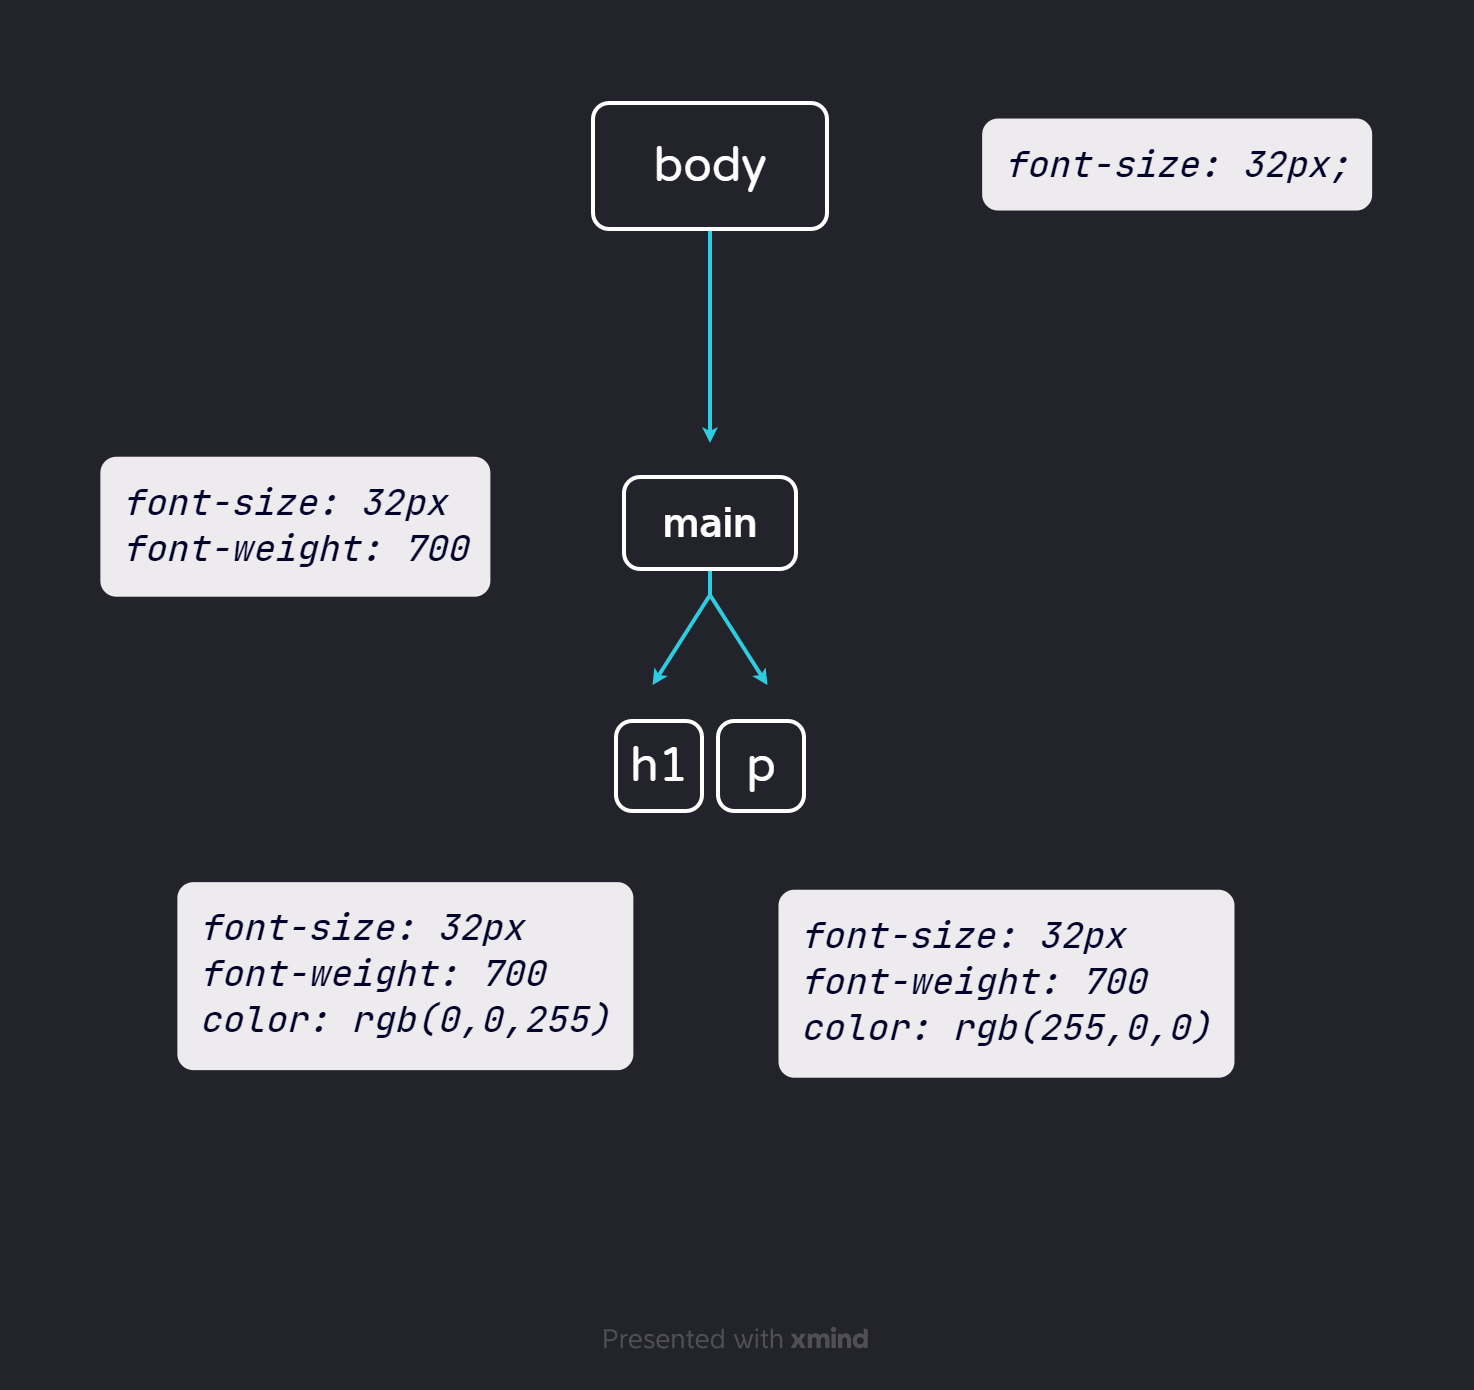 body
font-size: 32px;
font-size: 32px
font-weight: 700
main
h1
p
font-size: 32px
font-weight: 700
color: rgb(0,0,255)
font-size: 32px
font-weight: 700
color: rgb(255,0,0)
Presented with xmind